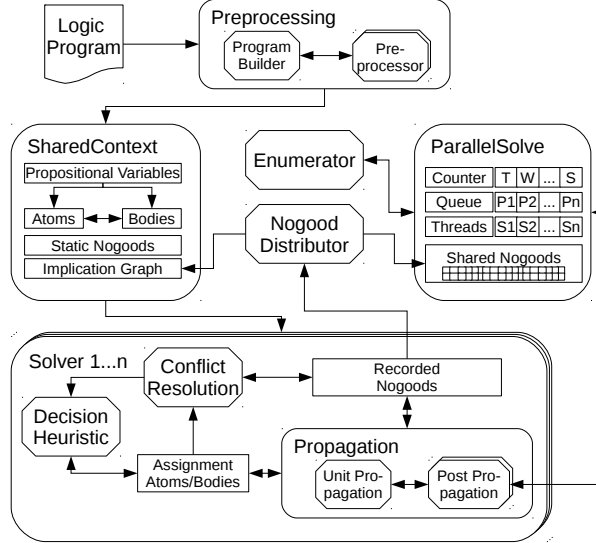 Logic
Program
Preprocessing
Program
Builder
Pre-
processor
SharedContext
Propositional Variables
Atoms
Bodies
Static Nogoods
Implication Graph
Enumerator
Nogood
Distributor
ParallelSolve
Counter T W ... S
Queue P1 P2 ... Pn
Threads S1 S2 ... Sn
Shared Nogoods
Solver 1...n
Conflict
Resolution
Recorded
Nogoods
Decision
Heuristic
Assignment
Atoms/Bodies
Propagation
Unit Pro-
pagation
Post Pro-
pagation